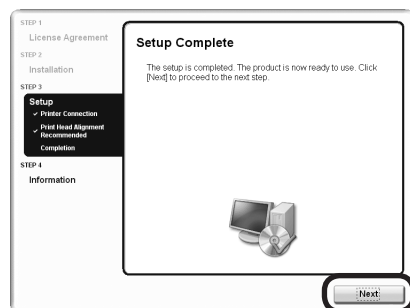 STEP 1
License Agreement
STEP 2
Installation
STEP 3
Setup
✓ Printer Connection
✓ Print Head Alignment
Recommended
Completion
STEP 4
Information
Setup Complete
The setup is completed. The product is now ready to use. Click
[Next] to proceed to the next step.
Next